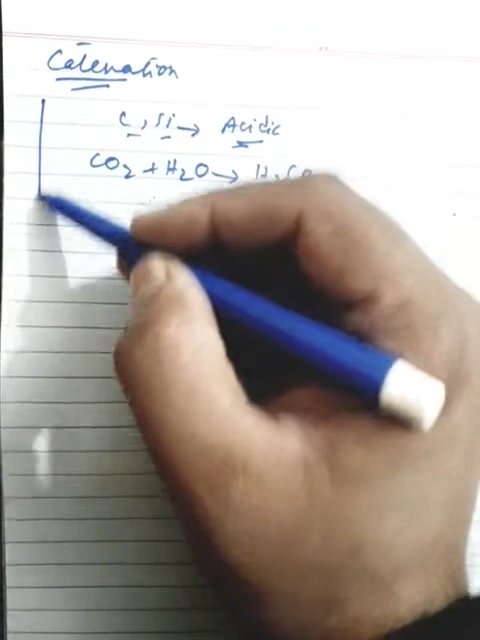 Catenation
C, Si → Acidic
CO₂ + H₂O →